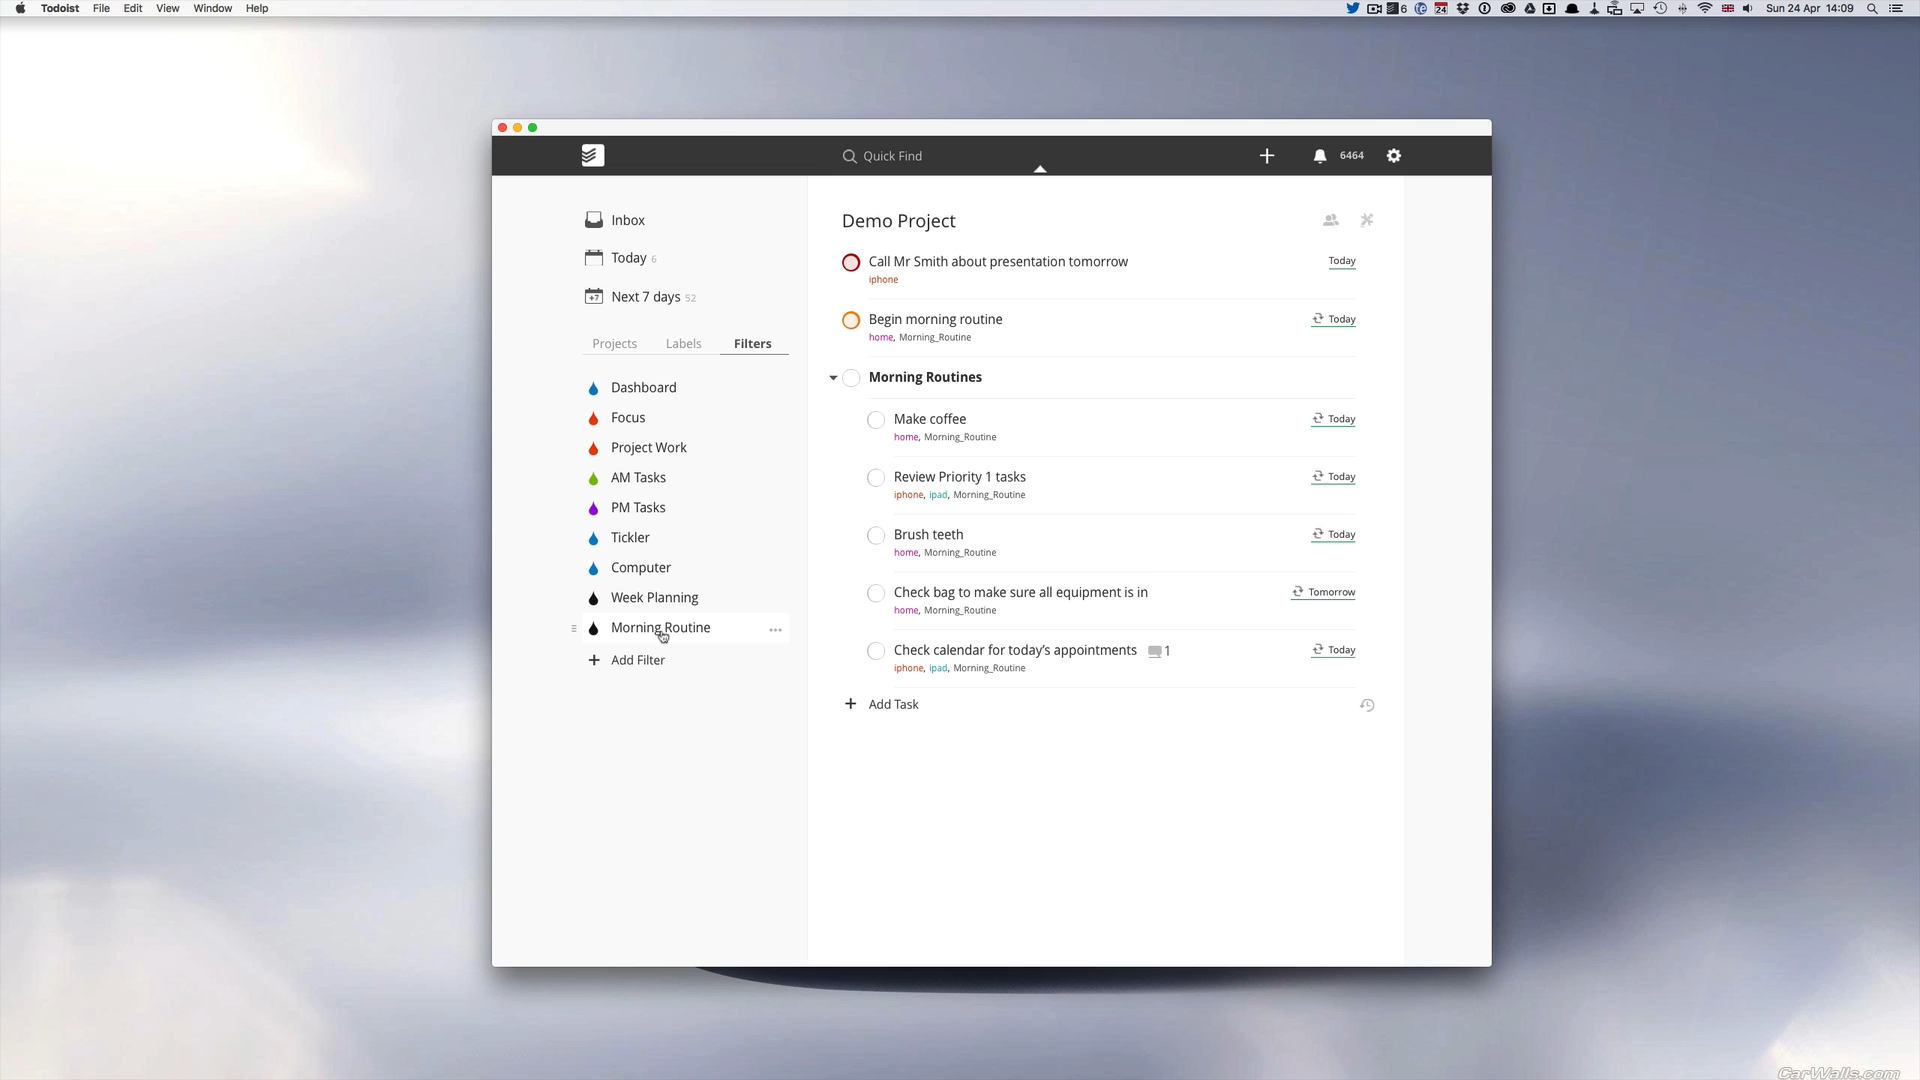 Todoist File Edit View Window Help
6 24 Sun 24 Apr 14:09
Quick Find
6464
Inbox
Today 6
+7 Next 7 days 52
Projects Labels Filters
Dashboard
Focus
Project Work
AM Tasks
PM Tasks
Tickler
Computer
Week Planning
Morning Routine
Add Filter
Demo Project
Call Mr Smith about presentation tomorrow Today
iphone
Begin morning routine Today
home, Morning_Routine
Morning Routines
Make coffee Today
home, Morning_Routine
Review Priority 1 tasks Today
iphone, ipad, Morning_Routine
Brush teeth Today
home, Morning_Routine
Check bag to make sure all equipment is in Tomorrow
home, Morning_Routine
Check calendar for today’s appointments 1 Today
iphone, ipad, Morning_Routine
Add Task
CarWalls.com